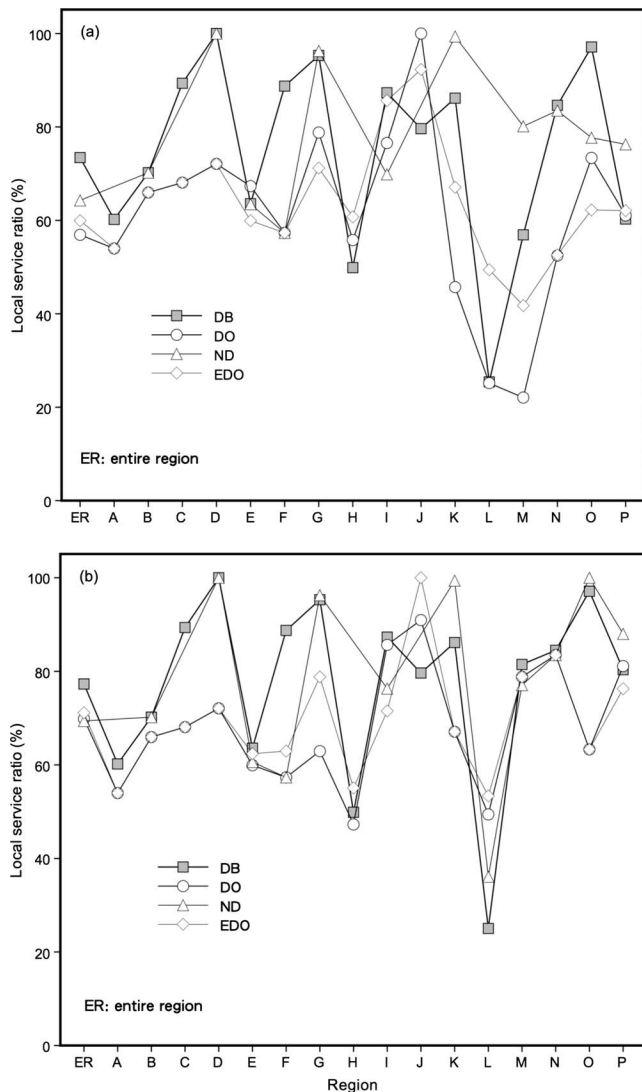 (a)
Local service ratio (%)
100
80
60
40
20
0
DB
DO
ND
EDO
ER: entire region
ER A B C D E F G H I J K L M N O P
(b)
Local service ratio (%)
100
80
60
40
20
0
DB
DO
ND
EDO
ER: entire region
ER A B C D E F G H I J K L M N O P
Region